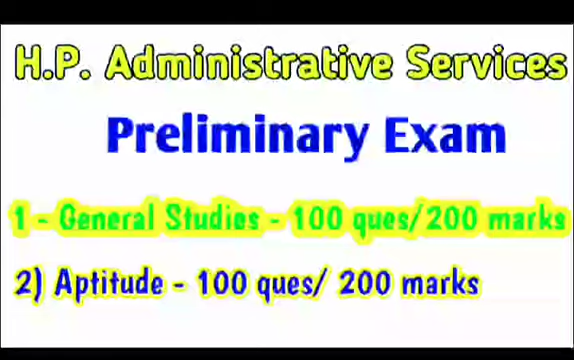 H.P. Administrative Services
Preliminary Exam
1 - General Studies - 100 ques/200 marks
2) Aptitude - 100 ques/ 200 marks